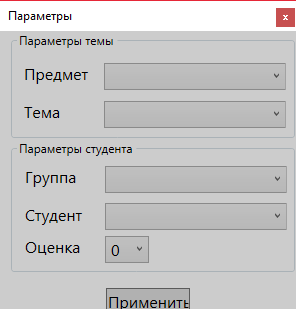 Параметры
x
Параметры темы
Предмет
Тема
Параметры студента
Группа
Студент
Оценка 0
Применить